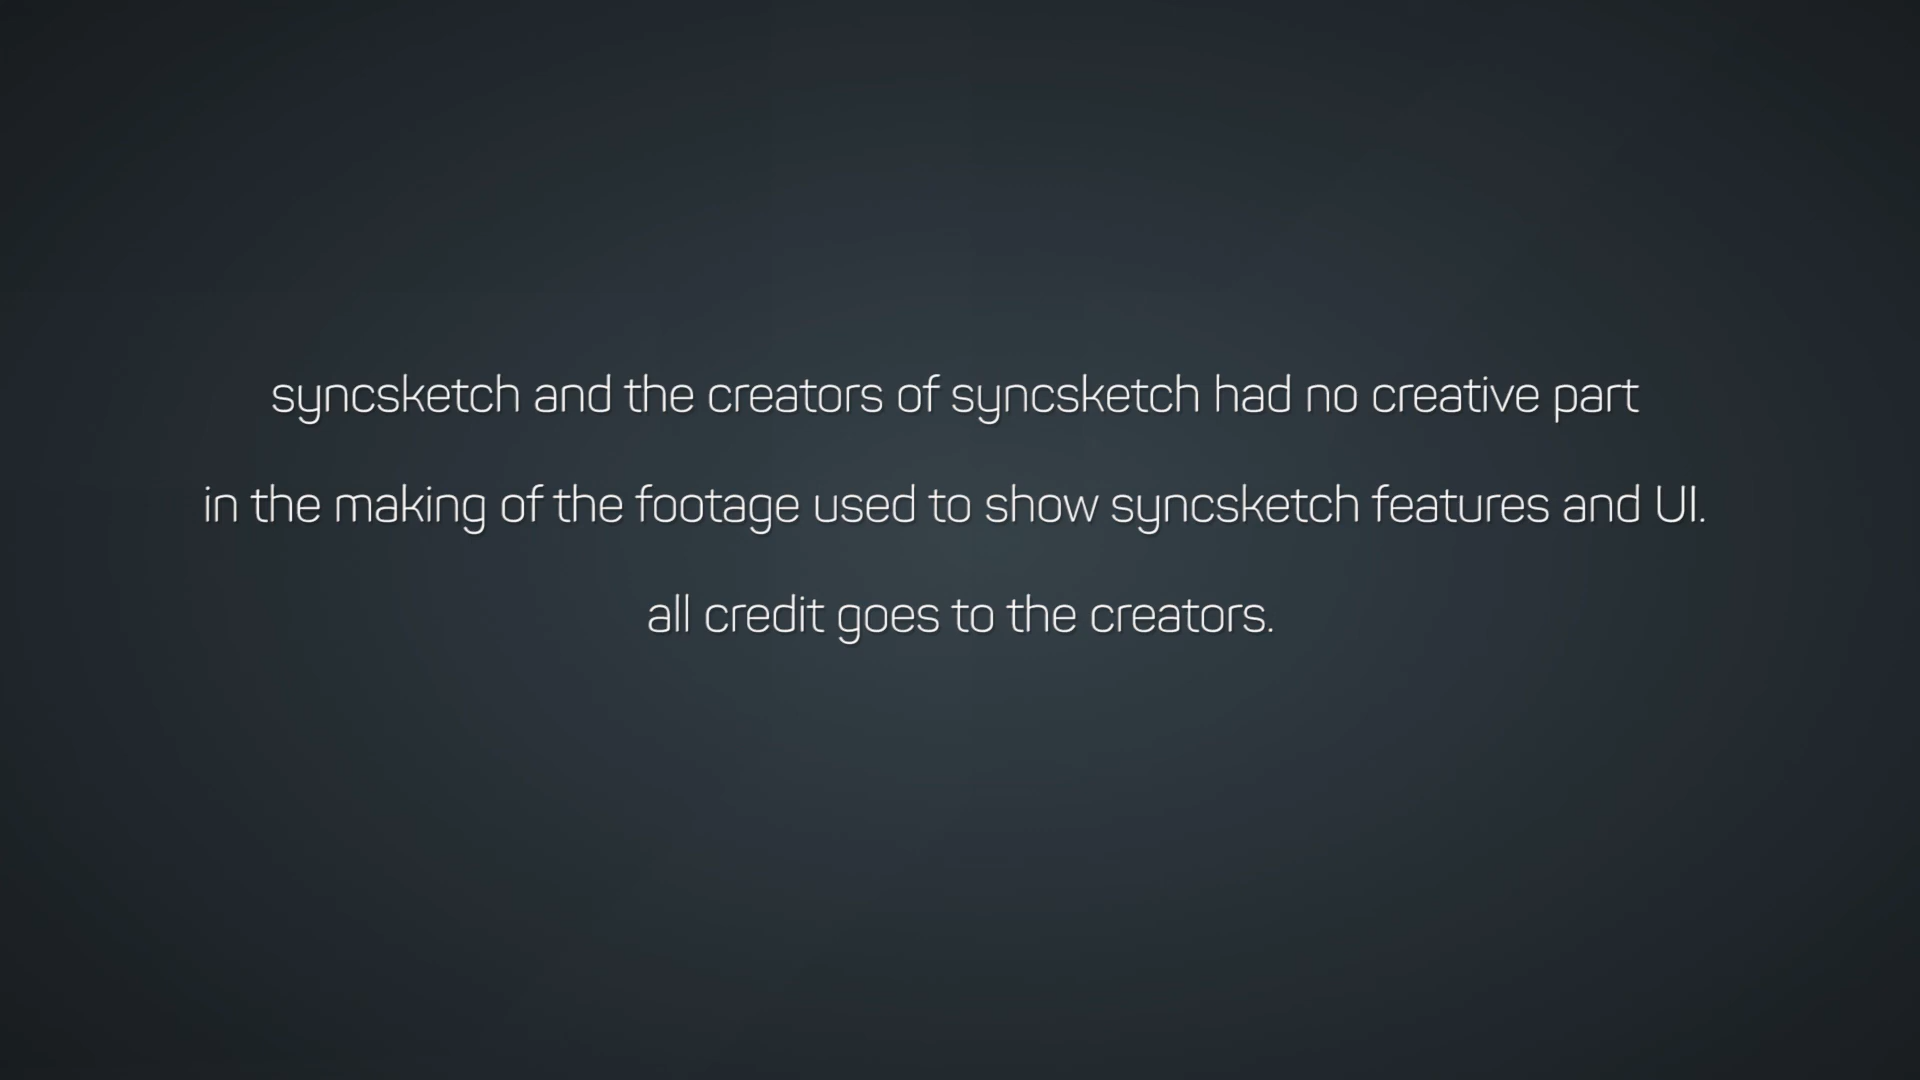 syncsketch and the creators of syncsketch had no creative part
in the making of the footage used to show syncsketch features and UI.
all credit goes to the creators.